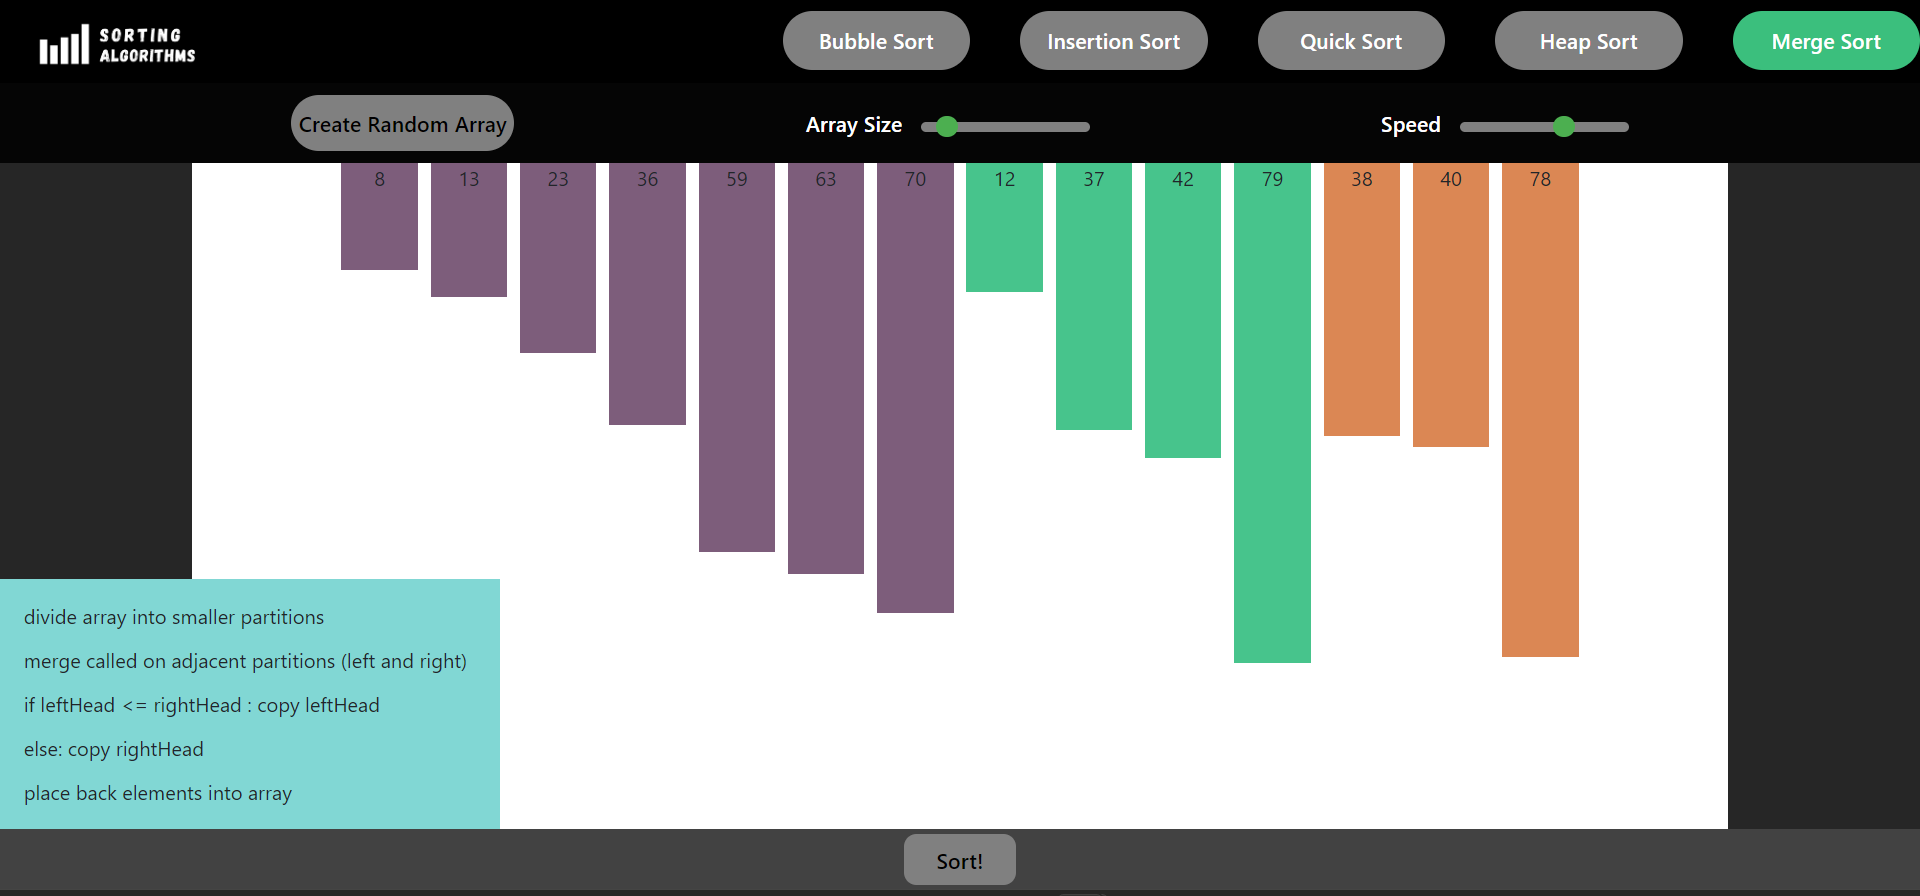 SORTING
ALGORITHMS
Bubble Sort
Insertion Sort
Quick Sort
Heap Sort
Merge Sort
Create Random Array
Array Size
Speed
8 13 23 36 59 63 70 12 37 42 79 38 40 78
divide array into smaller partitions
merge called on adjacent partitions (left and right)
if leftHead <= rightHead : copy leftHead
else: copy rightHead
place back elements into array
Sort!